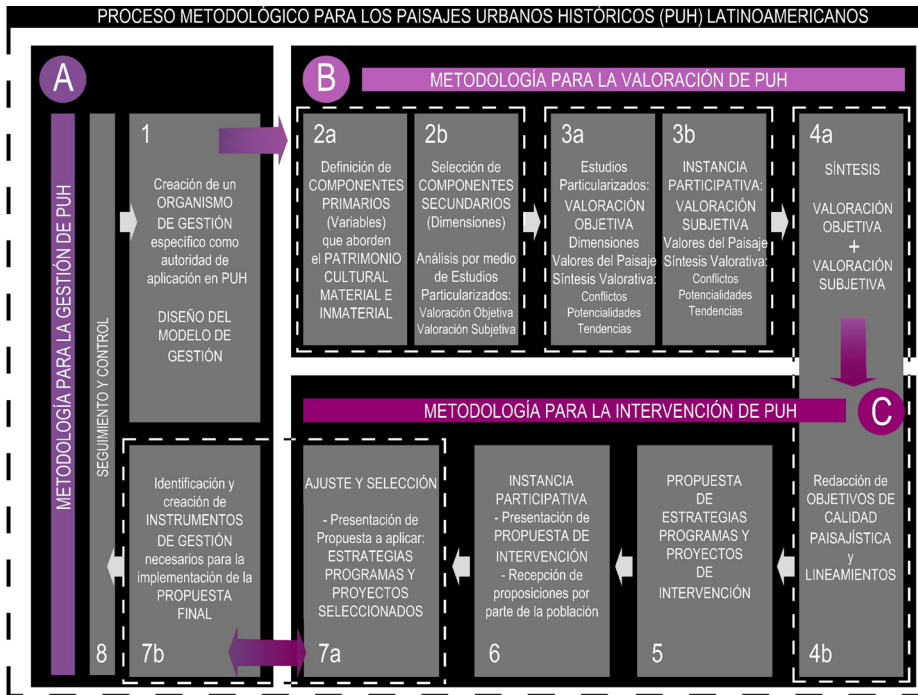 PROCESO METODOLÓGICO PARA LOS PAISAJES URBANOS HISTÓRICOS (PUH) LATINOAMERICANOS
A
METODOLOGÍA PARA LA GESTIÓN DE PUH
SEGUIMIENTO Y CONTROL
8
1
Creación de un
ORGANISMO
DE GESTIÓN
específico como
autoridad de
aplicación en PUH
DISEÑO DEL
MODELO DE
GESTIÓN
B
METODOLOGÍA PARA LA VALORACIÓN DE PUH
2a
Definición de
COMPONENTES
PRIMARIOS
(Variables)
que aborden
el PATRIMONIO
CULTURAL
MATERIAL E
INMATERIAL
2b
Selección de
COMPONENTES
SECUNDARIOS
(Dimensiones)
Análisis por medio
de Estudios
Particularizados:
Valoración Objetiva
Valoración Subjetiva
3a
Estudios
Particularizados:
VALORACIÓN
OBJETIVA
Dimensiones
Valores del Paisaje
Síntesis Valorativa:
Conflictos
Potencialidades
Tendencias
3b
INSTANCIA
PARTICIPATIVA:
VALORACIÓN
SUBJETIVA
Valores del Paisaje
Síntesis Valorativa:
Conflictos
Potencialidades
Tendencias
4a
SÍNTESIS
VALORACIÓN
OBJETIVA
+
VALORACIÓN
SUBJETIVA
METODOLOGÍA PARA LA INTERVENCIÓN DE PUH
C
Redacción de
OBJETIVOS DE
CALIDAD
PAISAJÍSTICA
y
LINEAMIENTOS
4b
PROPUESTA
DE
ESTRATEGIAS
PROGRAMAS Y
PROYECTOS
DE
INTERVENCIÓN
5
INSTANCIA
PARTICIPATIVA
- Presentación de
PROPUESTA DE
INTERVENCIÓN
- Recepción de
proposiciones por
parte de la población
6
AJUSTE Y SELECCIÓN
- Presentación de
Propuesta a aplicar:
ESTRATEGIAS
PROGRAMAS Y
PROYECTOS
SELECCIONADOS
7a
Identificación y
creación de
INSTRUMENTOS
DE GESTIÓN
necesarios para la
implementación de la
PROPUESTA
FINAL
7b